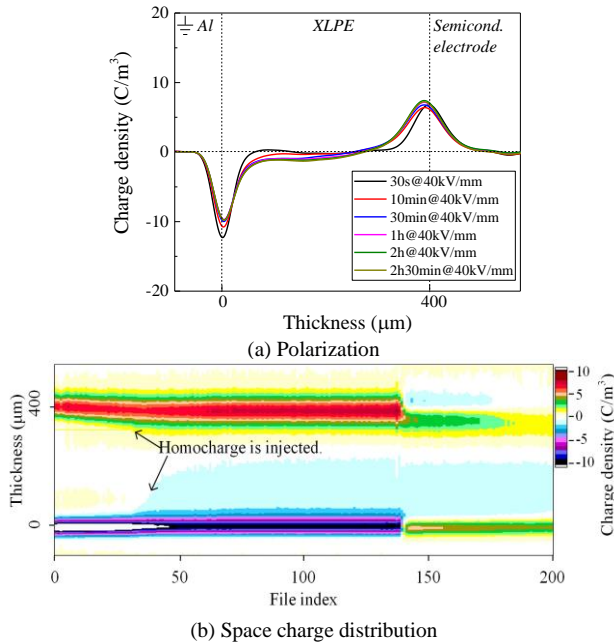 20
10
0
-10
-20
Charge density (C/m³)
Al
XLPE
Semicond.
electrode
30s@40kV/mm
10min@40kV/mm
30min@40kV/mm
1h@40kV/mm
2h@40kV/mm
2h30min@40kV/mm
0
400
Thickness (μm)
(a) Polarization
400
0
Thickness (μm)
Homocharge is injected.
10
5
0
-5
-10
Charge density (C/m³)
0
50
100
150
200
File index
(b) Space charge distribution